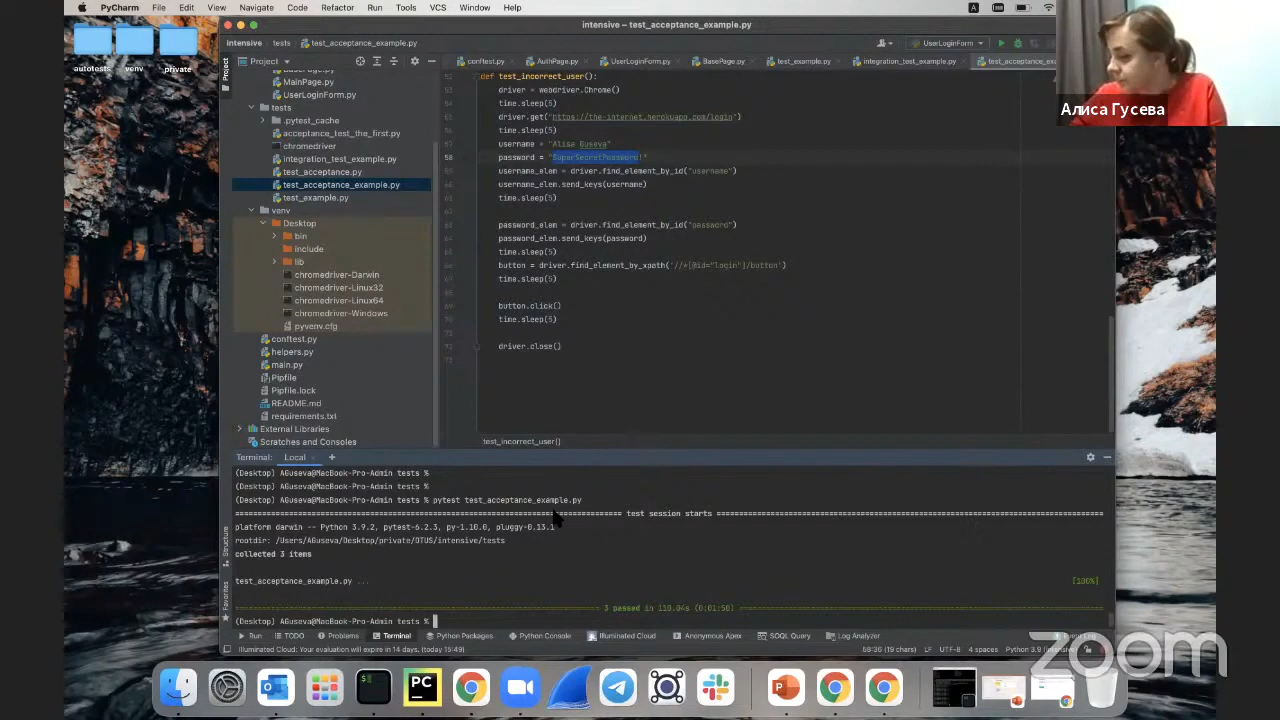 PyCharm File Edit View Navigate Code Refactor Run Tools VCS Window Help
intensive – test_acceptance_example.py
autotests venv private
intensive tests test_acceptance_example.py
UserLoginForm
Project
conftest.py AuthPage.py UserLoginForm.py BasePage.py test_example.py integration_test_example.py
Алиса Гусева
MainPage.py
UserLoginForm.py
tests
.pytest_cache
acceptance_test_the_first.py
chromedriver
integration_test_example.py
test_acceptance.py
test_acceptance_example.py
test_example.py
venv
Desktop
bin
include
lib
chromedriver-Darwin
chromedriver-Linux32
chromedriver-Linux64
chromedriver-Windows
pyvenv.cfg
conftest.py
helpers.py
main.py
Pipfile
Pipfile.lock
README.md
requirements.txt
External Libraries
Scratches and Consoles
def test_incorrect_user():
driver = webdriver.Chrome()
time.sleep(5)
driver.get("https://the-internet.herokuapp.com/login")
time.sleep(5)
username = "Alisa Guseva"
password = "SuperSecretPassword!"
username_elem = driver.find_element_by_id("username")
username_elem.send_keys(username)
time.sleep(5)
password_elem = driver.find_element_by_id("password")
password_elem.send_keys(password)
time.sleep(5)
button = driver.find_element_by_xpath('//*[@id="login"]/button')
time.sleep(5)
button.click()
time.sleep(5)
driver.close()
test_incorrect_user()
Terminal: Local
(Desktop) AGuseva@MacBook-Pro-Admin tests %
(Desktop) AGuseva@MacBook-Pro-Admin tests %
(Desktop) AGuseva@MacBook-Pro-Admin tests % pytest test_acceptance_example.py
test session starts
platform darwin -- Python 3.9.2, pytest-6.2.3, py-1.10.0, pluggy-0.13.1
rootdir: /Users/AGuseva/Desktop/private/OTUS/intensive/tests
collected 3 items
test_acceptance_example.py ... [100%]
3 passed in 110.04s (0:01:50)
(Desktop) AGuseva@MacBook-Pro-Admin tests %
Structure
Favorites
Run TODO Problems Terminal Python Packages Python Console Illuminated Cloud Anonymous Apex SOQL Query Log Analyzer
Illuminated Cloud: Your evaluation will expire in 14 days. (today 15:49)
58:36 (19 chars) LF UTF-8 4 spaces
zoom